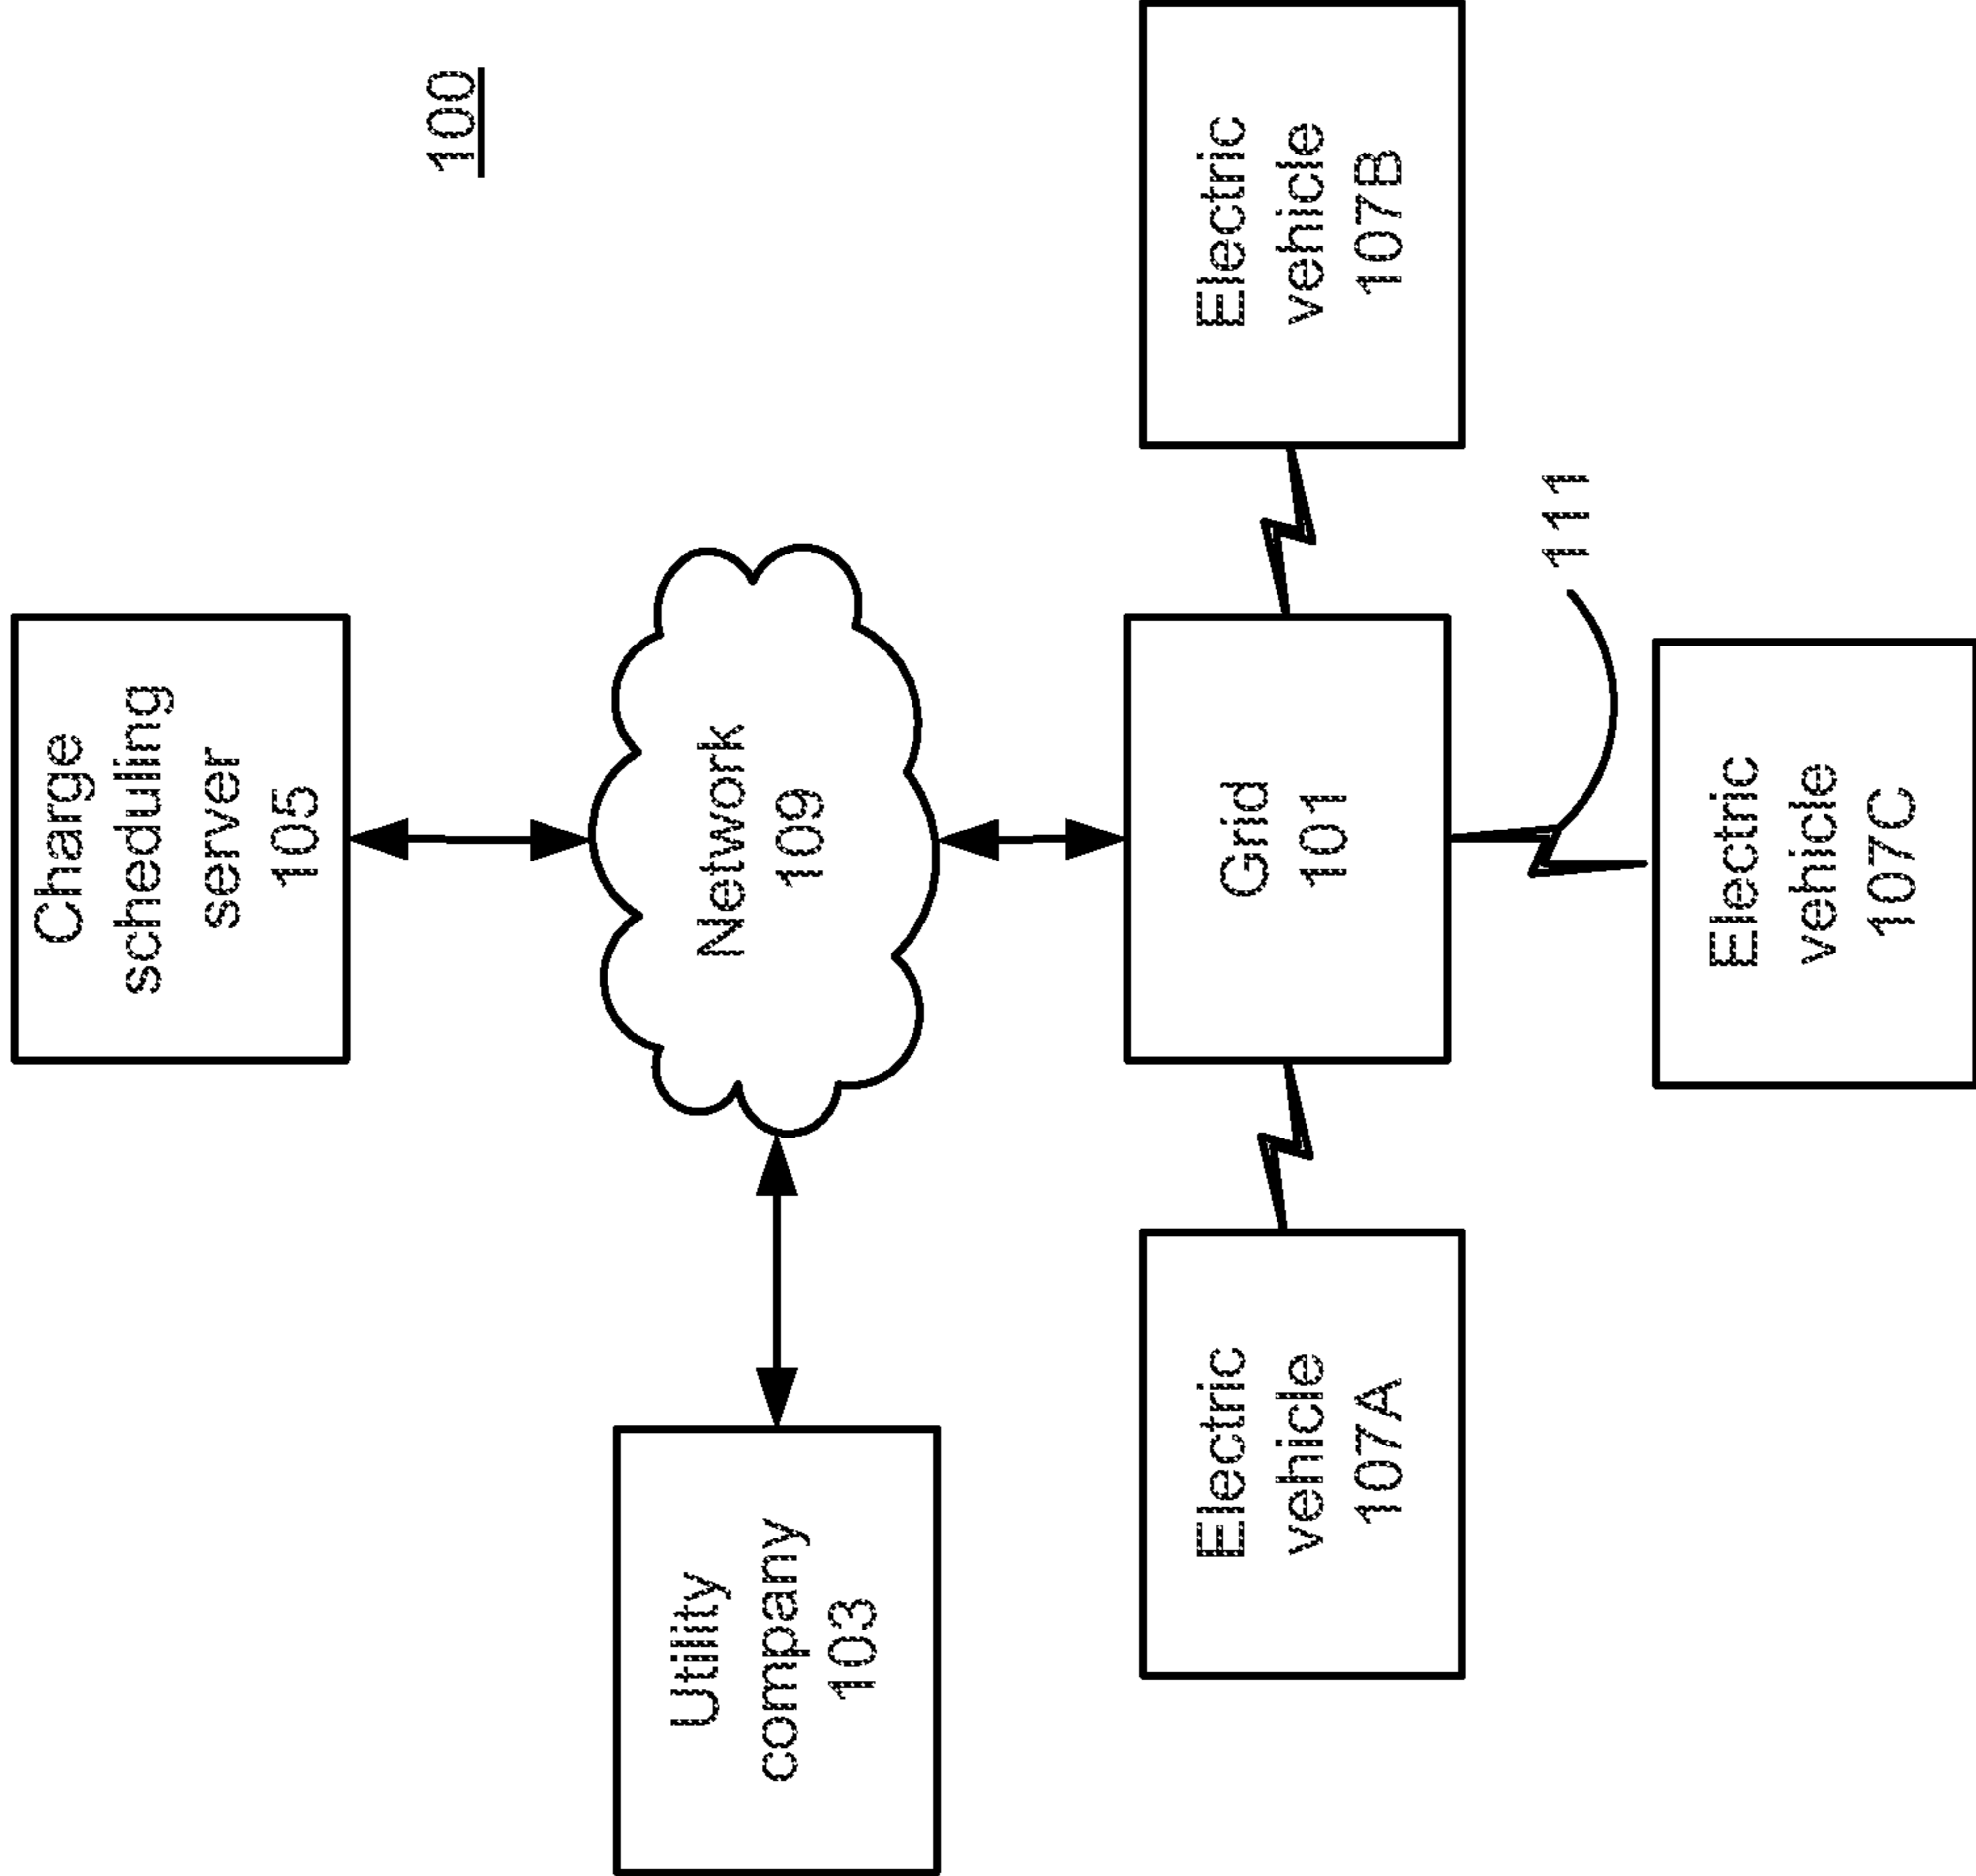 100
Charge
scheduling
server
105
Utility
company
103
Network
109
Electric
vehicle
107A
Grid
101
Electric
vehicle
107B
111
Electric
vehicle
107C